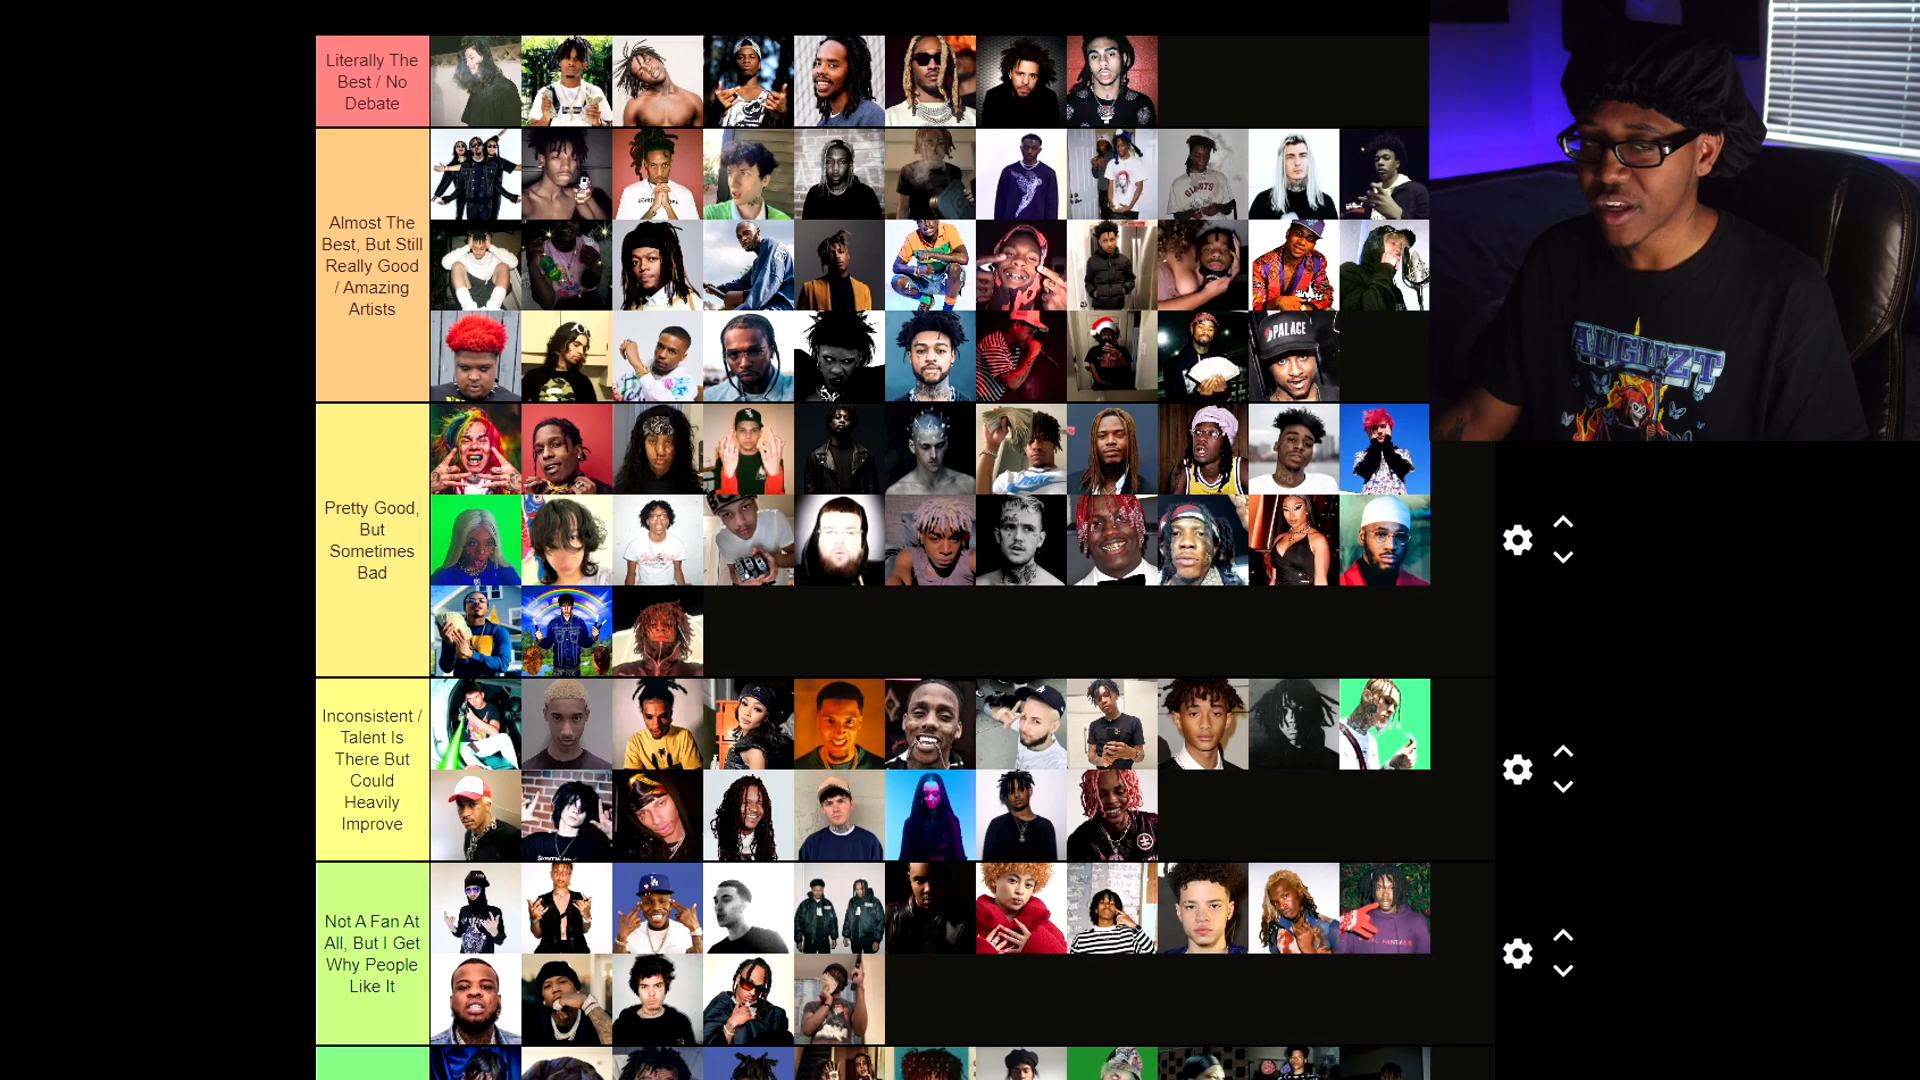 Literally The
Best / No
Debate
Almost The
Best, But Still
Really Good
/ Amazing
Artists
GIANTS
PALACE
AUGUZT
Pretty Good,
But
Sometimes
Bad
Inconsistent /
Talent Is
There But
Could
Heavily
Improve
Not A Fan At
All, But I Get
Why People
Like It